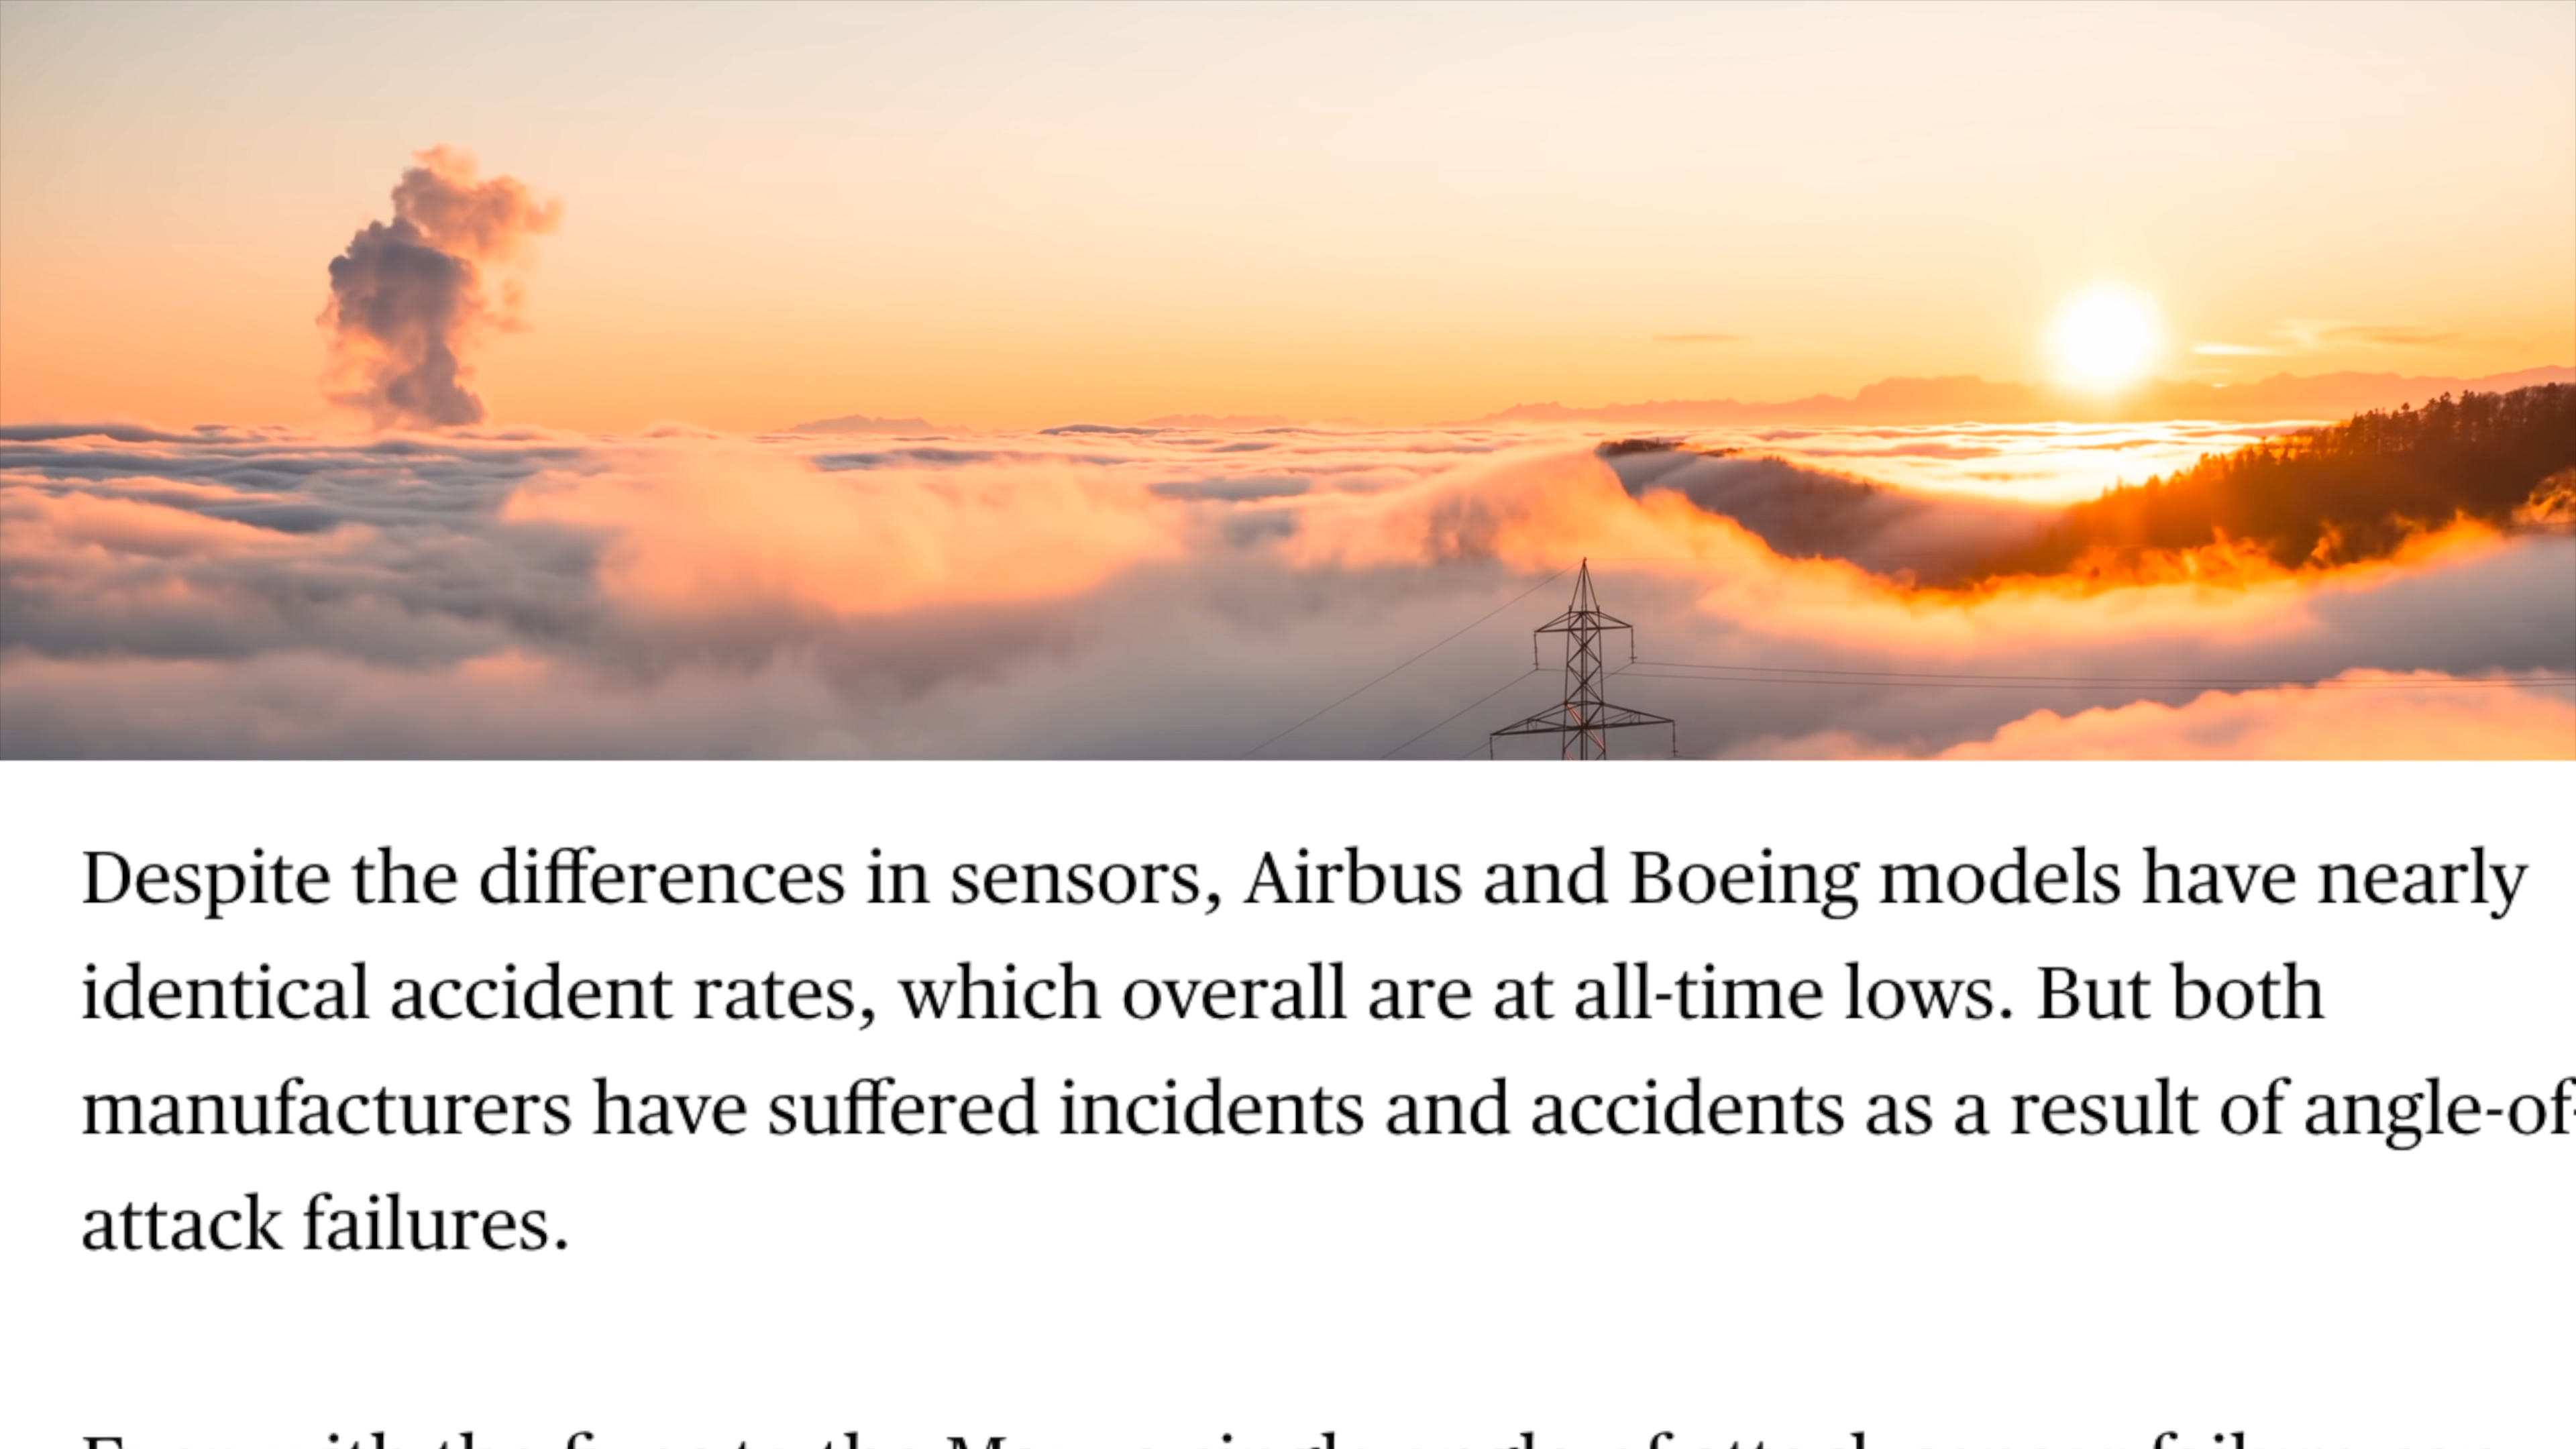 Despite the differences in sensors, Airbus and Boeing models have nearly
identical accident rates, which overall are at all-time lows. But both
manufacturers have suffered incidents and accidents as a result of angle-of-
attack failures.